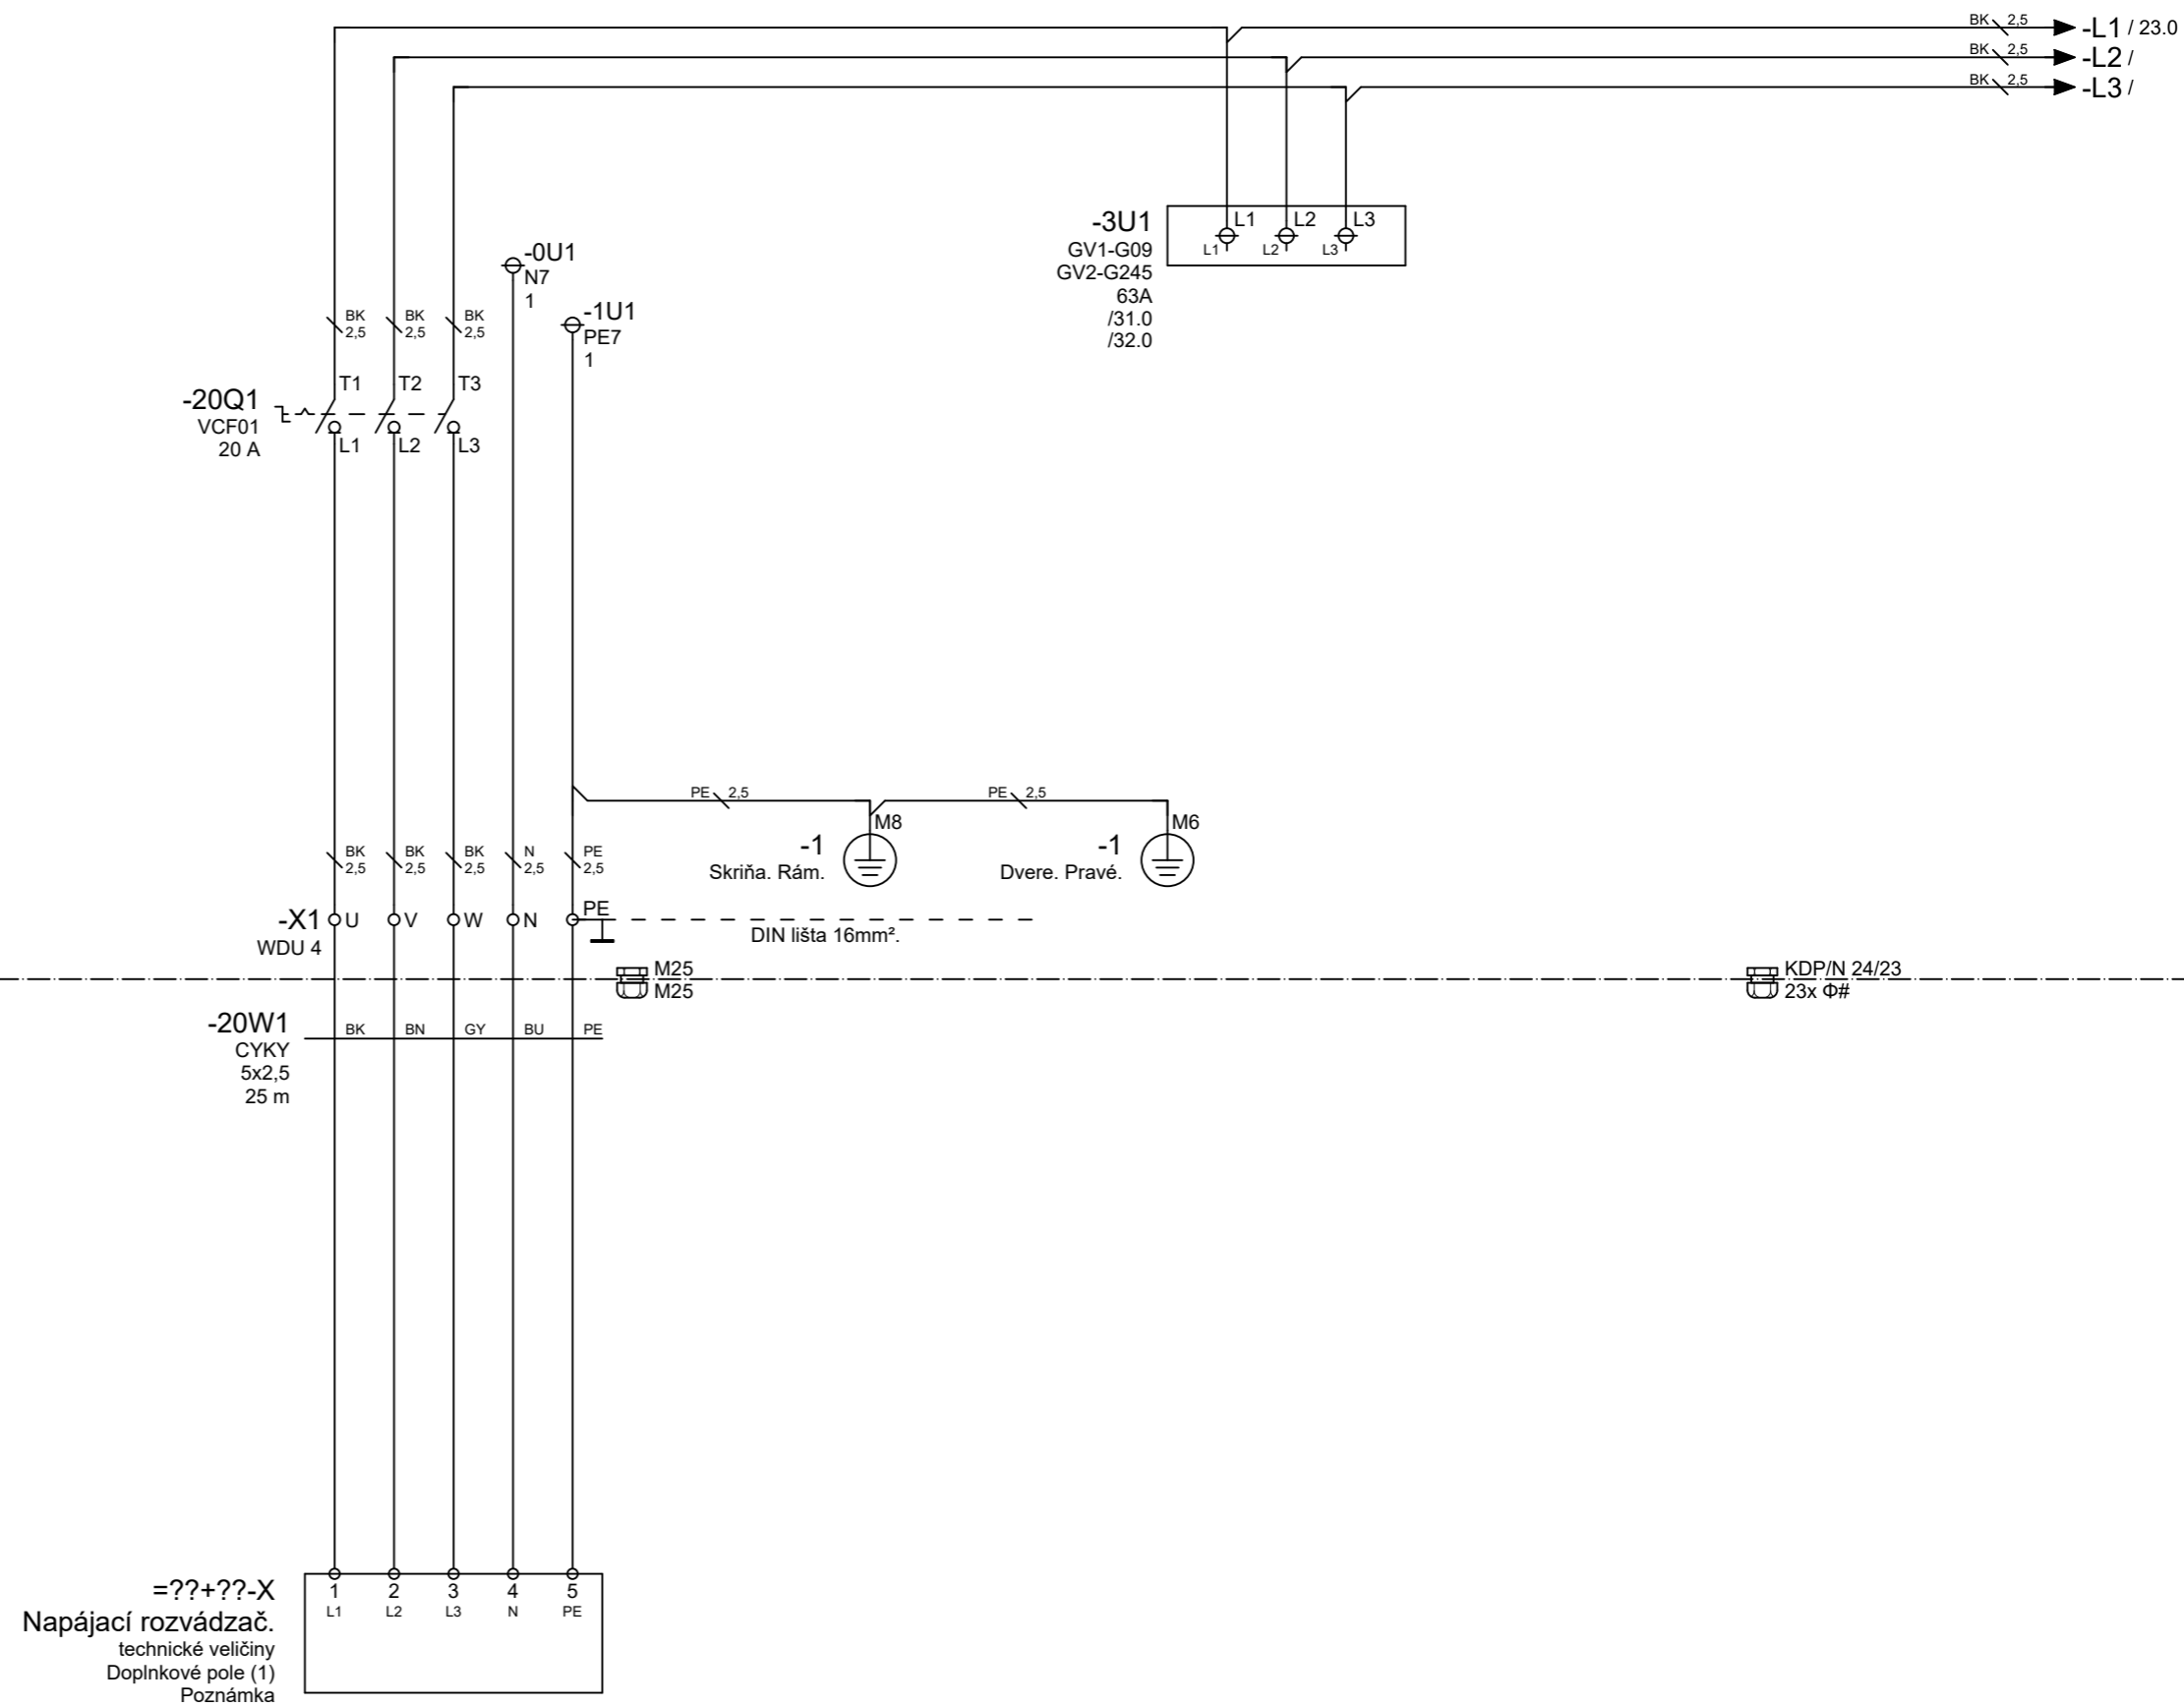 BK 2,5 -L1 / 23.0
BK 2,5 -L2 /
BK 2,5 -L3 /
-3U1 L1 L2 L3
L1 L2 L3
GV1-G09
GV2-G245
63A
/31.0
/32.0
-0U1
N7
1
-1U1
PE7
1
BK BK BK
2,5 2,5 2,5
T1 T2 T3
-20Q1
VCF01
20 A
L1 L2 L3
PE 2,5 PE 2,5
M8 M6
-1 -1
Skriňa. Rám. Dvere. Pravé.
BK BK BK N PE
2,5 2,5 2,5 2,5 2,5
-X1 U V W N PE
WDU 4
DIN lišta 16mm².
M25
M25
KDP/N 24/23
23x Φ#
-20W1 BK BN GY BU PE
CYKY
5x2,5
25 m
=??+??-X
1 2 3 4 5
L1 L2 L3 N PE
Napájací rozvádzač.
technické veličiny
Doplnkové pole (1)
Poznámka